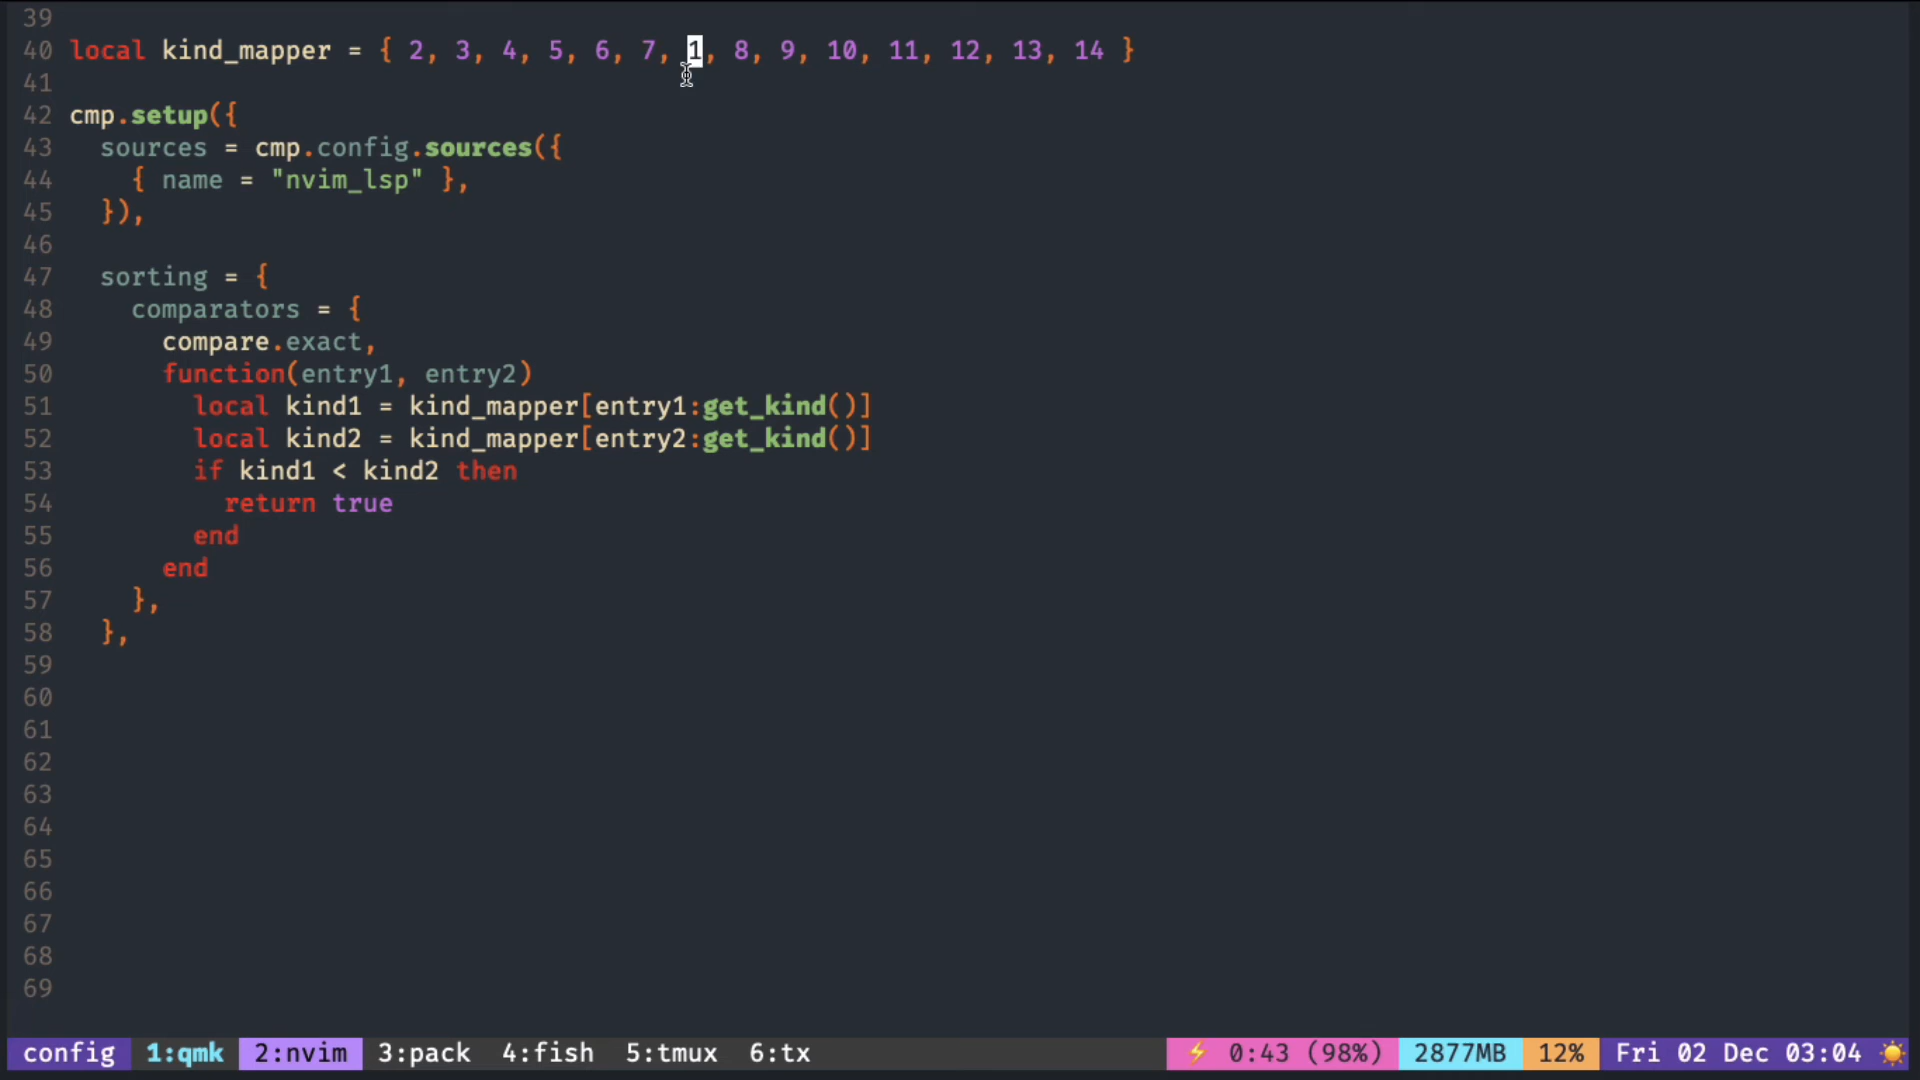 39
40 local kind_mapper = { 2, 3, 4, 5, 6, 7, 1, 8, 9, 10, 11, 12, 13, 14 }
41
42 cmp.setup({
43   sources = cmp.config.sources({
44     { name = "nvim_lsp" },
45   }),
46
47   sorting = {
48     comparators = {
49       compare.exact,
50       function(entry1, entry2)
51         local kind1 = kind_mapper[entry1:get_kind()]
52         local kind2 = kind_mapper[entry2:get_kind()]
53         if kind1 < kind2 then
54           return true
55         end
56       end
57     },
58   },
59
60
61
62
63
64
65
66
67
68
69
config 1:qmk 2:nvim 3:pack 4:fish 5:tmux 6:tx ⚡ 0:43 (98%) 2877MB 12% Fri 02 Dec 03:04 ☀️